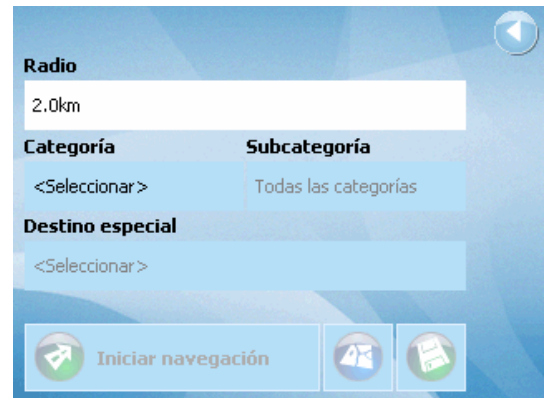 Radio
2.0km
Categoría Subcategoría
<Seleccionar> Todas las categorías
Destino especial
<Seleccionar>
Iniciar navegación